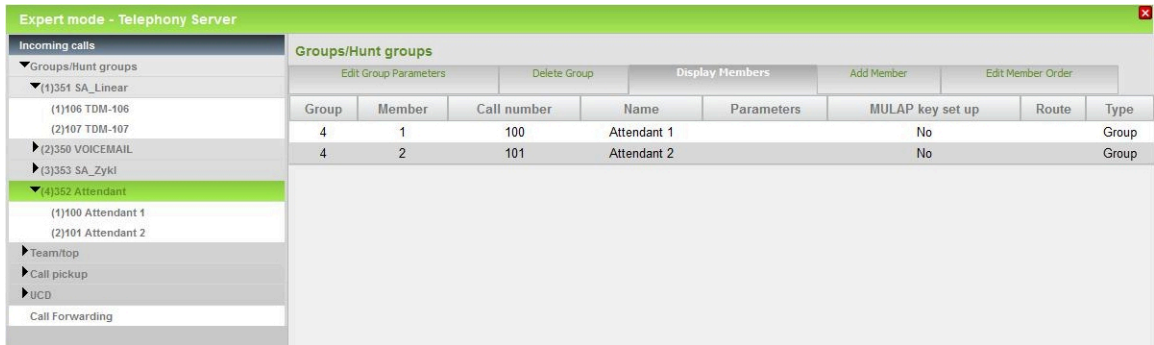 Expert mode - Telephony Server
Incoming calls
Groups/Hunt groups
(1)351 SA_Linear
(1)106 TDM-106
(2)107 TDM-107
(2)350 VOICEMAIL
(3)353 SA_Zykl
(4)352 Attendant
(1)100 Attendant 1
(2)101 Attendant 2
Team/top
Call pickup
UCD
Call Forwarding
Groups/Hunt groups
Edit Group Parameters Delete Group Display Members Add Member Edit Member Order
Group Member Call number Name Parameters MULAP key set up Route Type
4 1 100 Attendant 1 No Group
4 2 101 Attendant 2 No Group